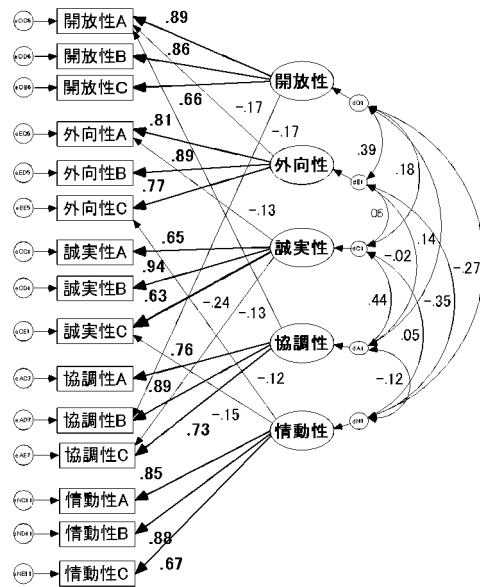 開放性A
.89
開放性B
.86
開放性C
.66
-.17
開放性
外向性A
.81
-.17
.39
.18
外向性B
.89
外向性
外向性C
.77
-.13
.05
誠実性A
.65
誠実性
-.02
.14
-.27
誠実性B
.94
.63
-.24
-.13
.44
-.35
誠実性C
.76
協調性
.05
協調性A
.89
-.12
-.12
協調性B
-.15
.73
情動性
協調性C
情動性A
.85
情動性B
.88
情動性C
.67